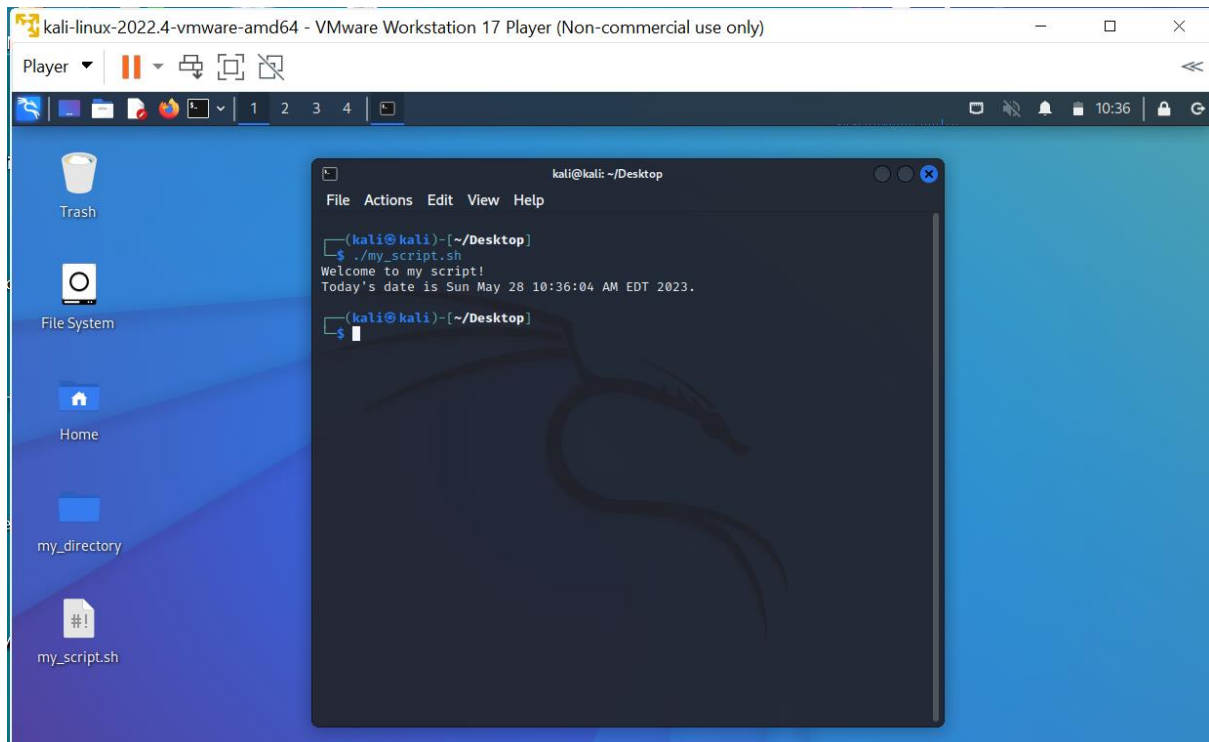 kali-linux-2022.4-vmware-amd64 - VMware Workstation 17 Player (Non-commercial use only)
Player
1 2 3 4
10:36
Trash
File System
Home
my_directory
#!
my_script.sh
kali@kali: ~/Desktop
File Actions Edit View Help
┌──(kali㉿kali)-[~/Desktop]
└─$ ./my_script.sh
Welcome to my script!
Today's date is Sun May 28 10:36:04 AM EDT 2023.
┌──(kali㉿kali)-[~/Desktop]
└─$